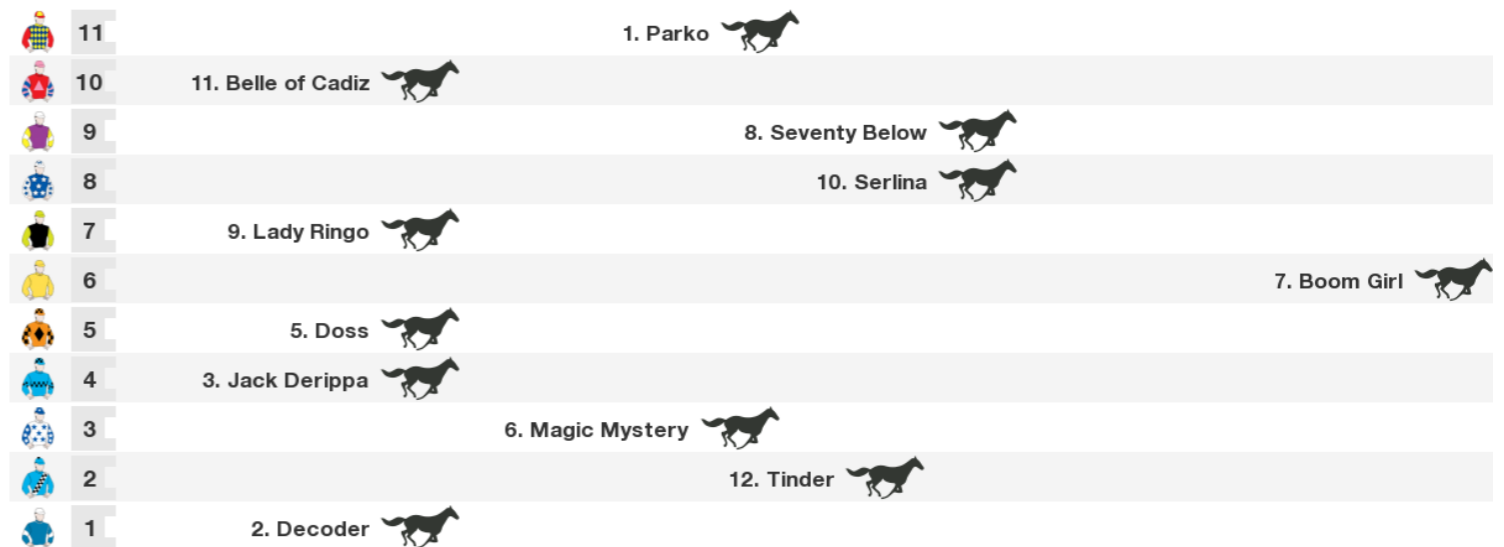 11 1. Parko
10 11. Belle of Cadiz
9 8. Seventy Below
8 10. Serlina
7 9. Lady Ringo
6 7. Boom Girl
5 5. Doss
4 3. Jack Derippa
3 6. Magic Mystery
2 12. Tinder
1 2. Decoder